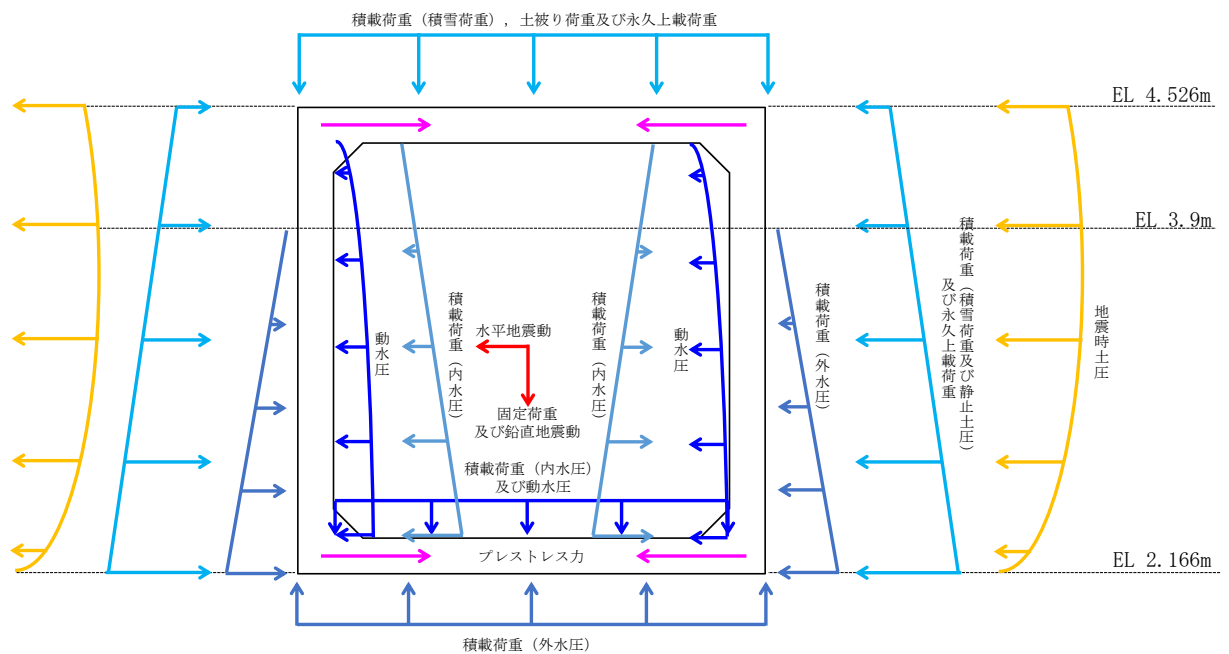 積載荷重（積雪荷重），土被り荷重及び永久上載荷重
EL 4.526m
EL 3.9m
積載荷重（積雪荷重及び静止土圧）
及び永久上載荷重
地震時土圧
積載荷重（外水圧）
動水圧
積載荷重（内水圧）
水平地震動
積載荷重（内水圧）
動水圧
固定荷重
及び鉛直地震動
積載荷重（内水圧）
及び動水圧
プレストレス力
EL 2.166m
積載荷重（外水圧）